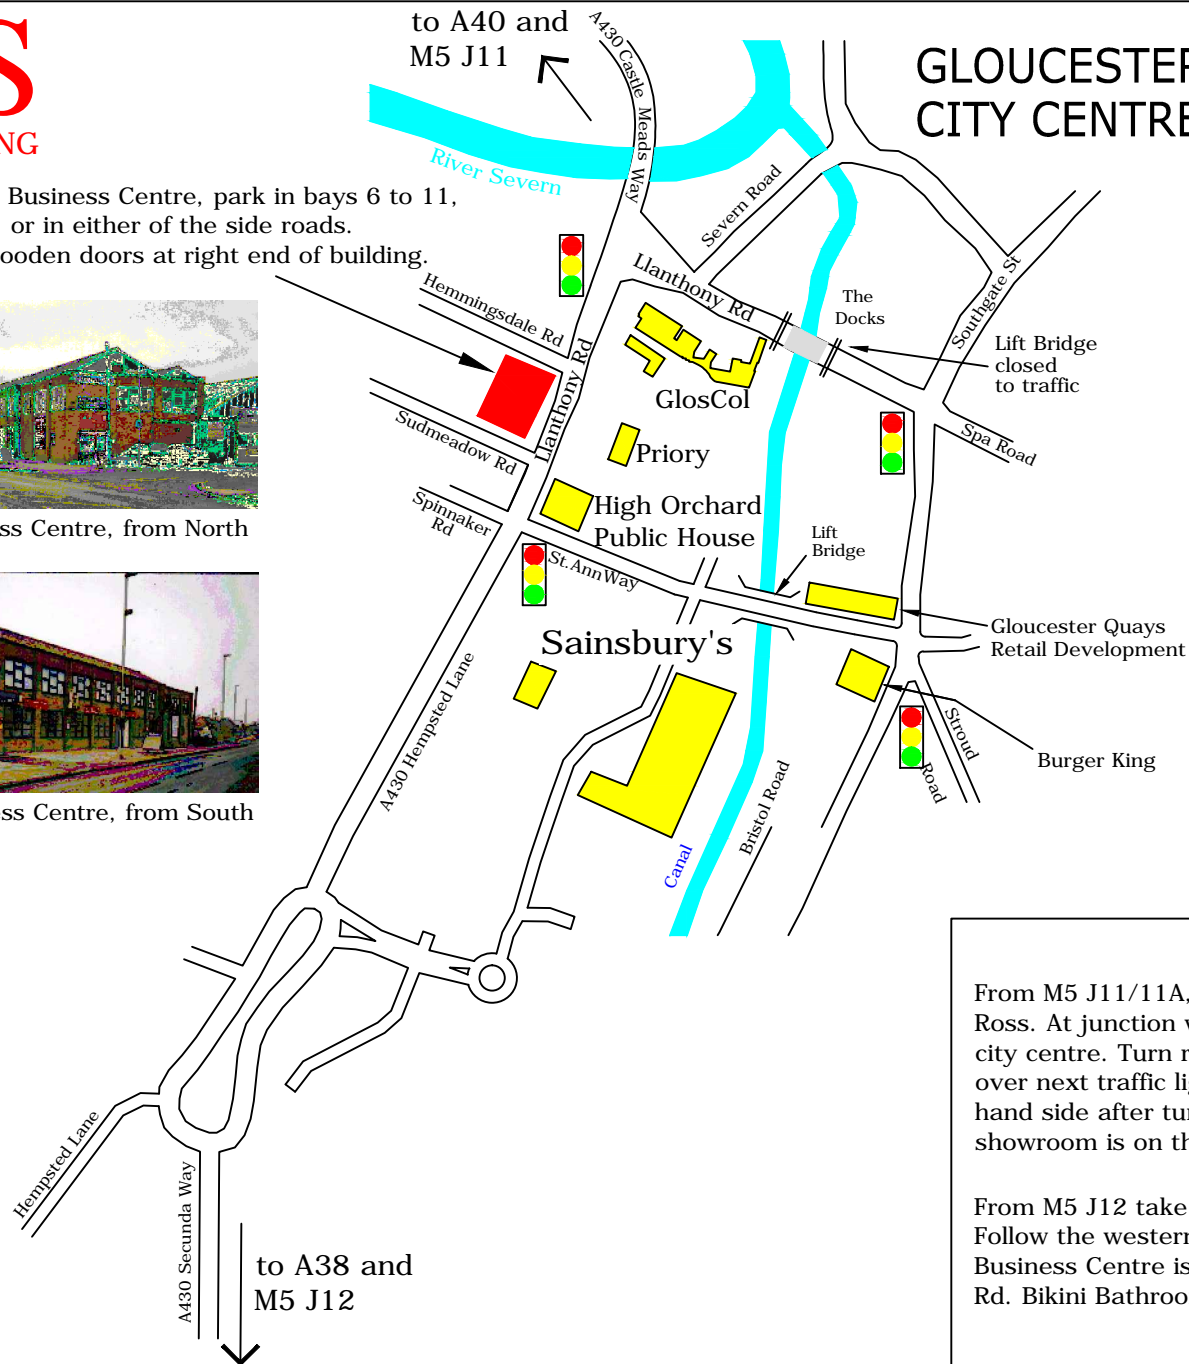 to A40 and
M5 J11
A430 Castle Meads Way
GLOUCESTER
CITY CENTRE
S
NG
River Severn
Business Centre, park in bays 6 to 11,
or in either of the side roads.
ooden doors at right end of building.
Severn Road
Southgate St
Hemmingsdale Rd
Llanthony Rd
The
Docks
Lift Bridge
closed
to traffic
GlosCol
Llanthony Rd
Sudmeadow Rd
Priory
Spa Road
Spinnaker
Rd
High Orchard
Public House
ss Centre, from North
Lift
Bridge
St. Ann Way
Sainsbury's
Gloucester Quays
Retail Development
A430 Hempsted Lane
Stroud
Road
Burger King
Bristol Road
ss Centre, from South
Canal
From M5 J11/11A,
Ross. At junction w
city centre. Turn r
over next traffic lig
hand side after tur
showroom is on th
From M5 J12 take
Follow the western
Business Centre is
Rd. Bikini Bathroo
Hempsted Lane
A430 Secunda Way
to A38 and
M5 J12